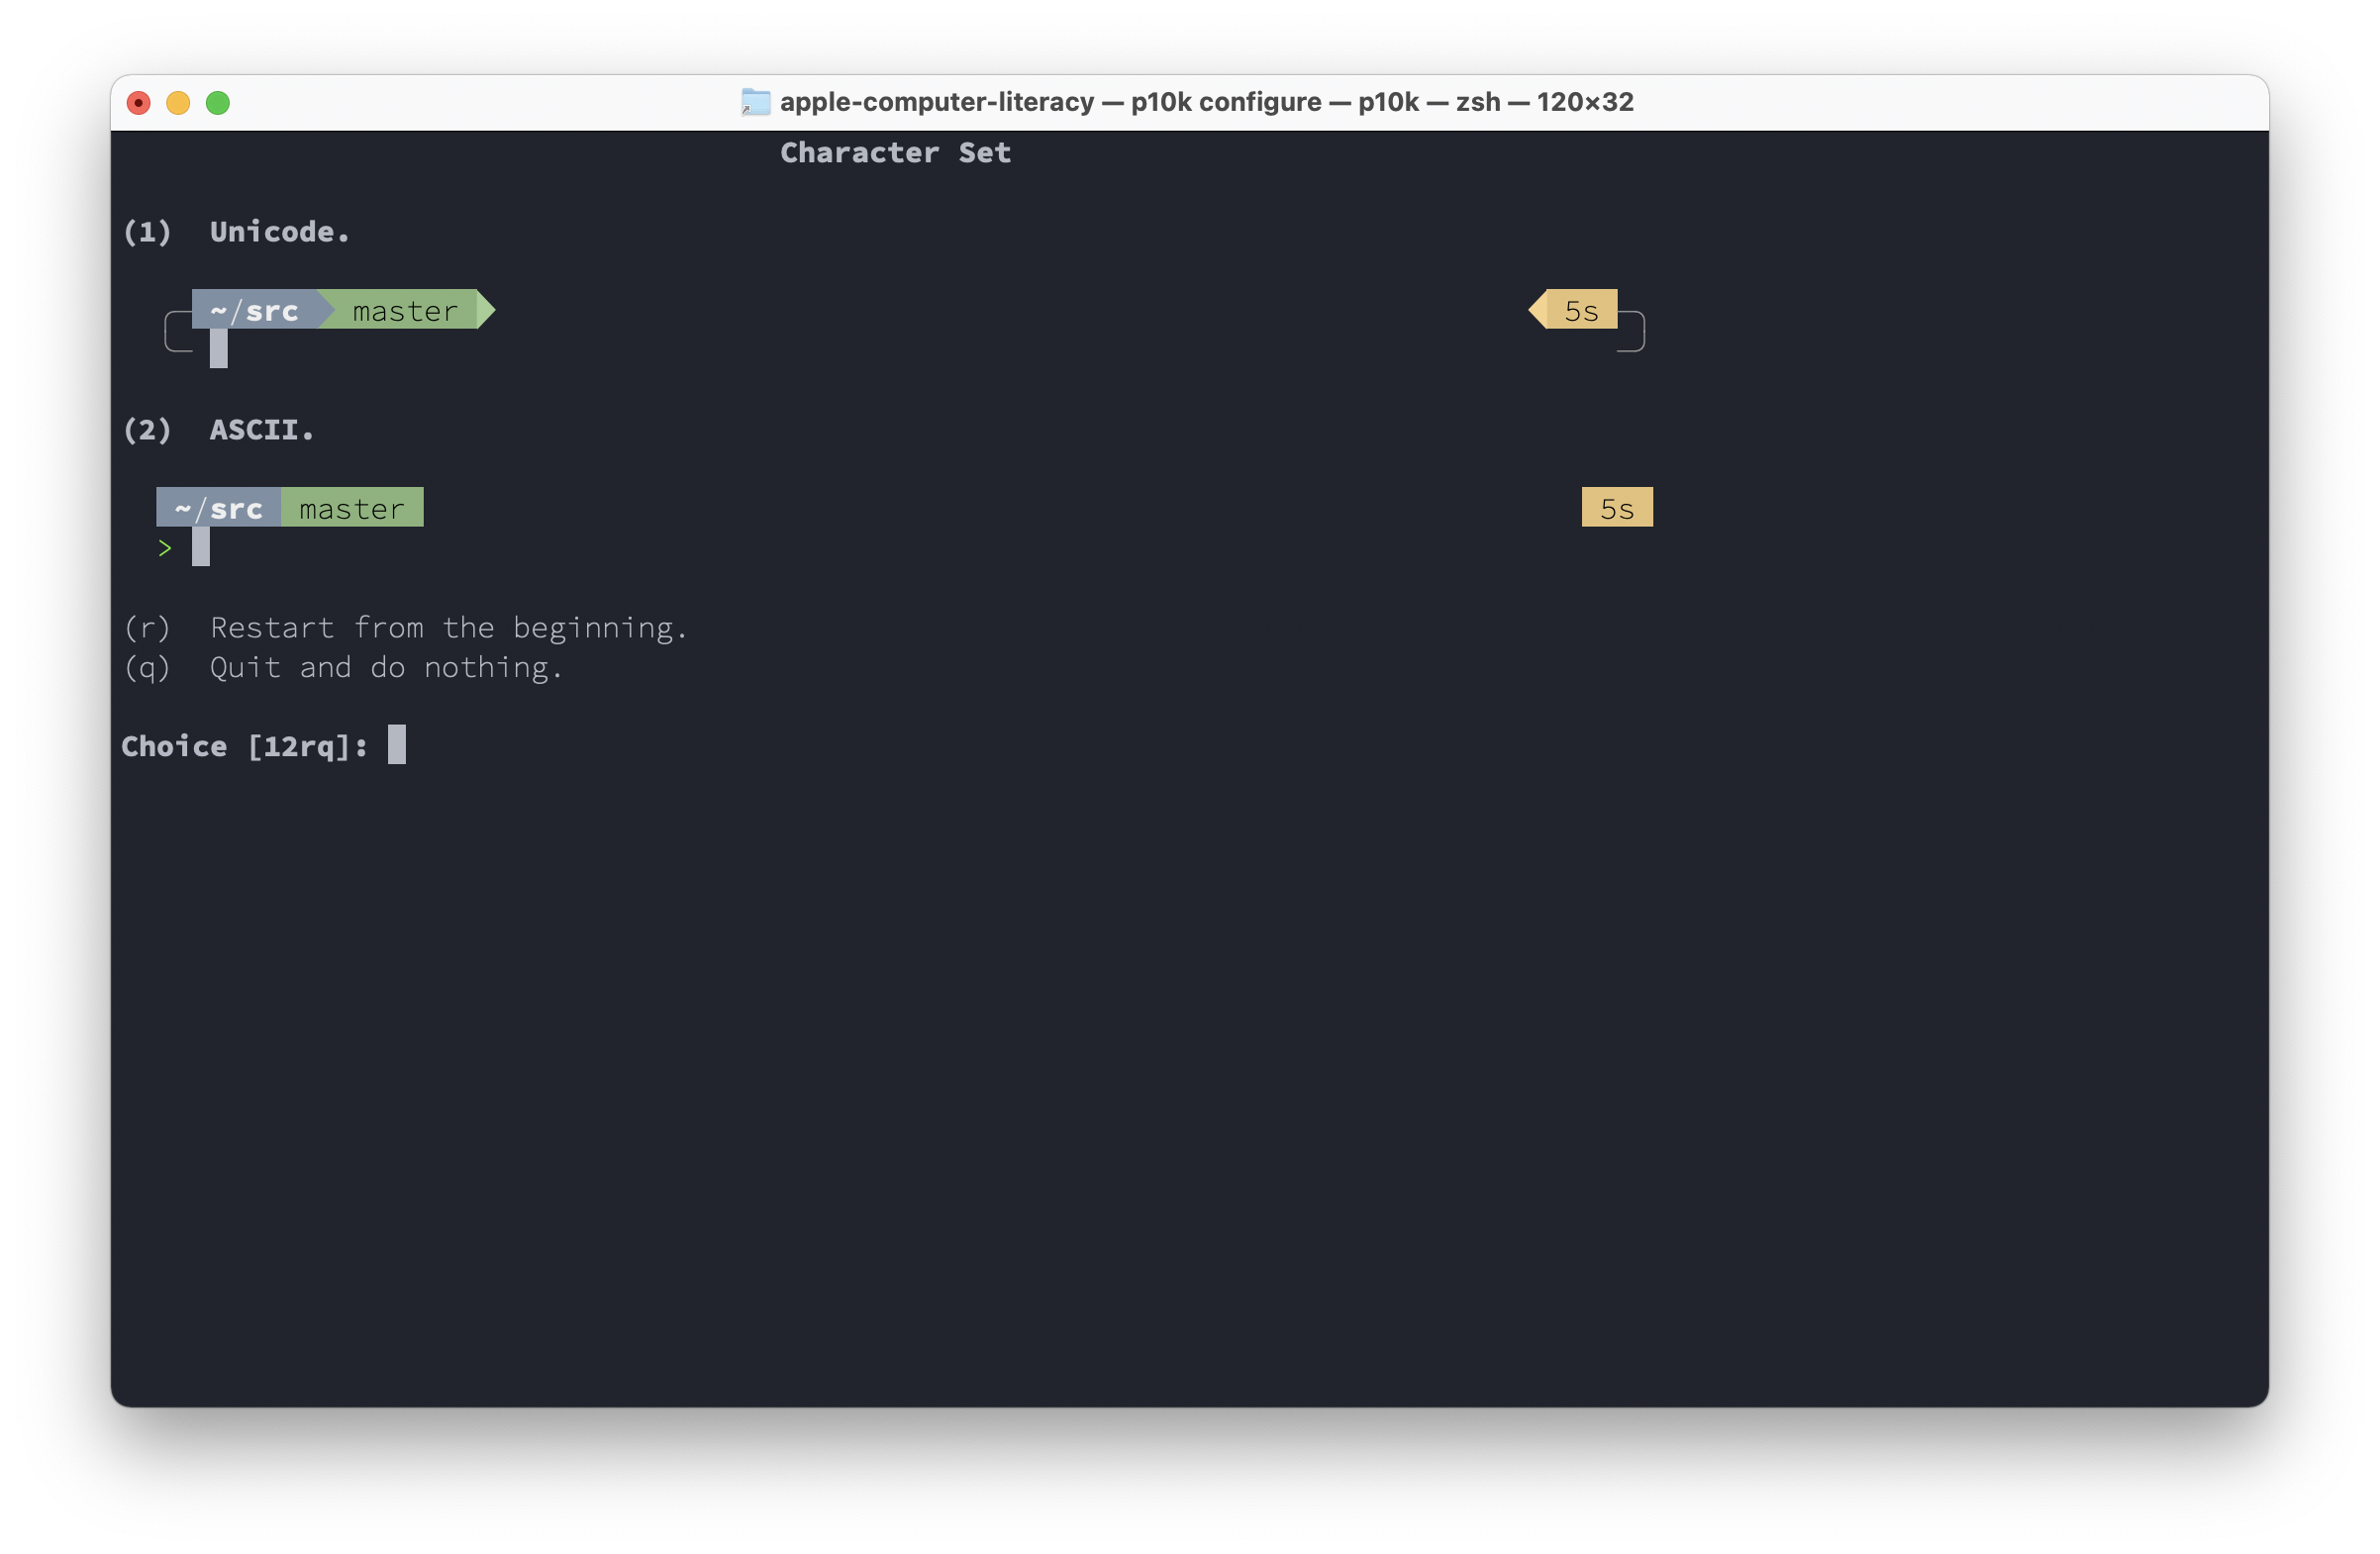 apple-computer-literacy — p10k configure — p10k — zsh — 120×32
Character Set
(1)  Unicode.
~/src master 5s
(2)  ASCII.
~/src master 5s
>
(r)  Restart from the beginning.
(q)  Quit and do nothing.
Choice [12rq]: